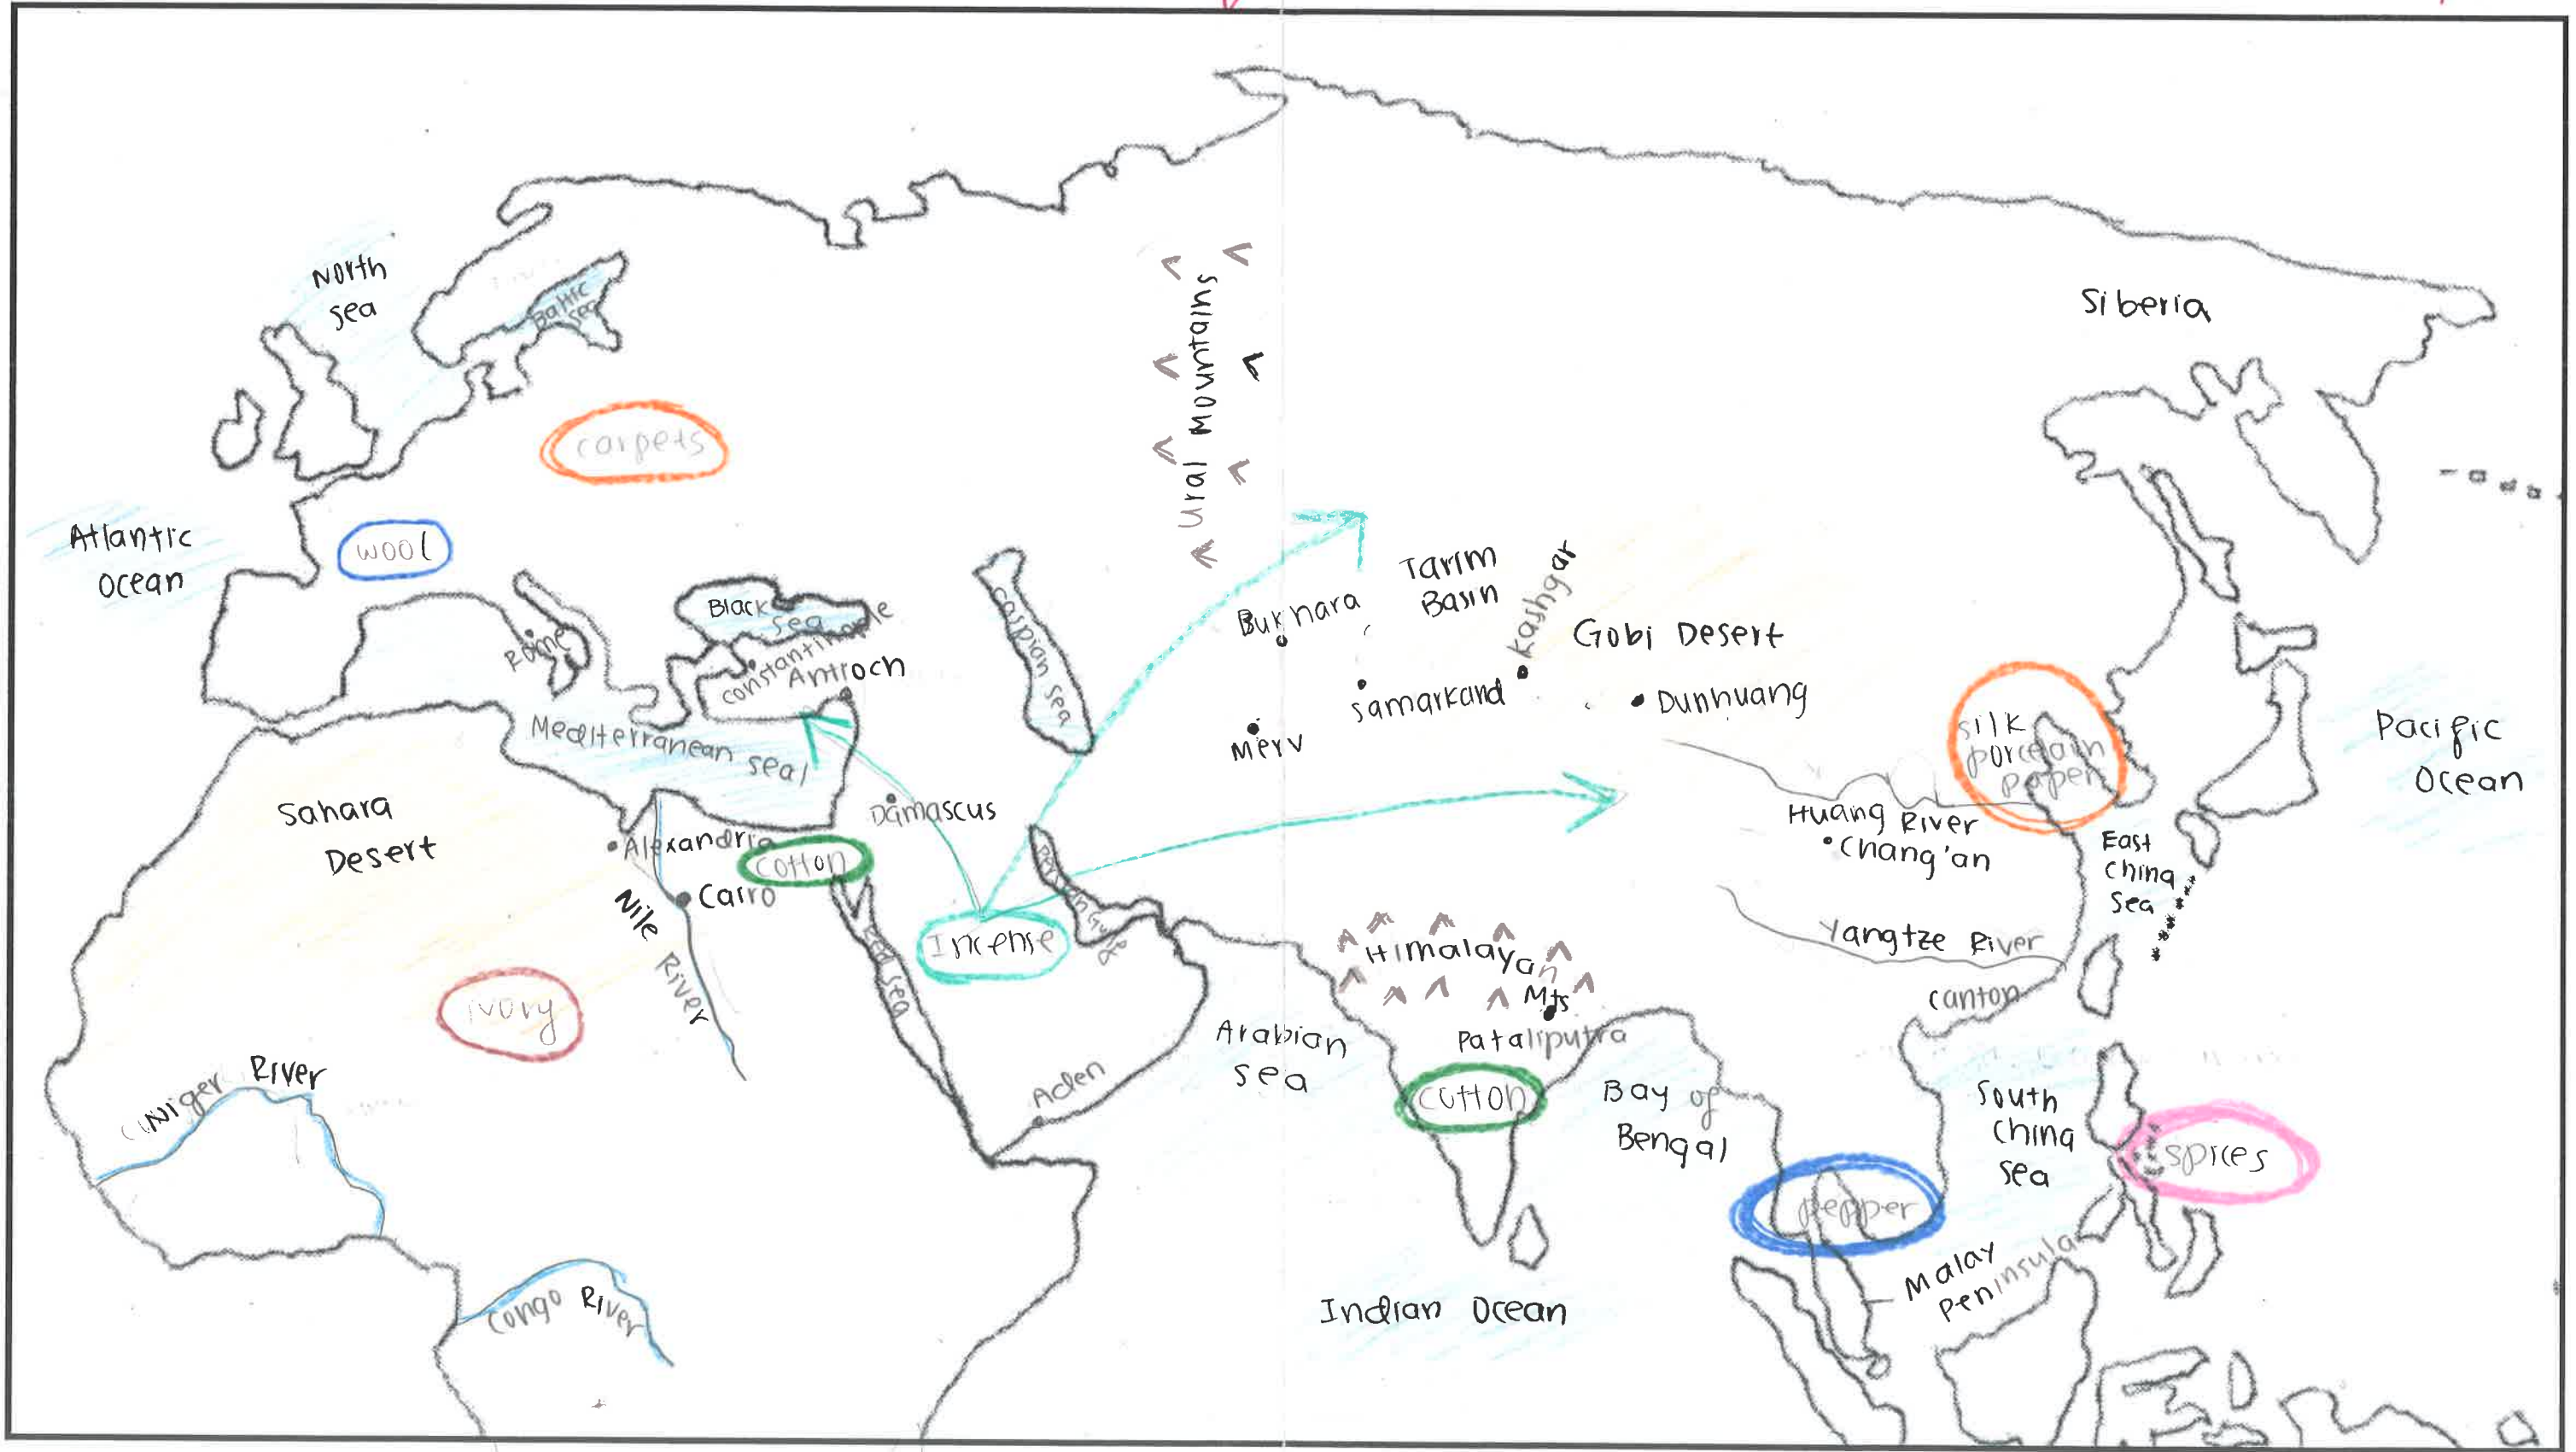 North
sea
Baltic
sea
Siberia
Ural Mountains
carpets
wool
Atlantic
Ocean
Black
Sea
Constantinople
Antioch
Rome
Caspian Sea
Bukhara
Tarim
Basin
Kashgar
Gobi Desert
Samarkand
Dunhuang
Merv
silk
porcelain
paper
Pacific
Ocean
Mediterranean
sea
Sahara
Desert
Damascus
Alexandria
cotton
Cairo
Nile
River
Incense
Persian Gulf
Red Sea
Huang River
Chang'an
East
China
Sea
Yangtze River
Canton
Himalayan
Mts
Pataliputra
cotton
Arabian
sea
Aden
ivory
Niger River
Congo River
Bay of
Bengal
South
China
Sea
spices
pepper
Malay
Peninsula
Indian Ocean